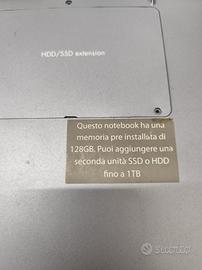 HDD/SSD extension
Questo notebook ha una
memoria pre installata di
128GB. Puoi aggiungere una
seconda unità SSD o HDD
fino a 1TB
SUBITO